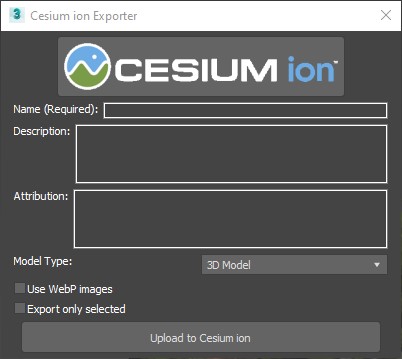 3 Cesium ion Exporter
CESIUM ion™
Name (Required):
Description:
Attribution:
Model Type: 3D Model
Use WebP images
Export only selected
Upload to Cesium ion